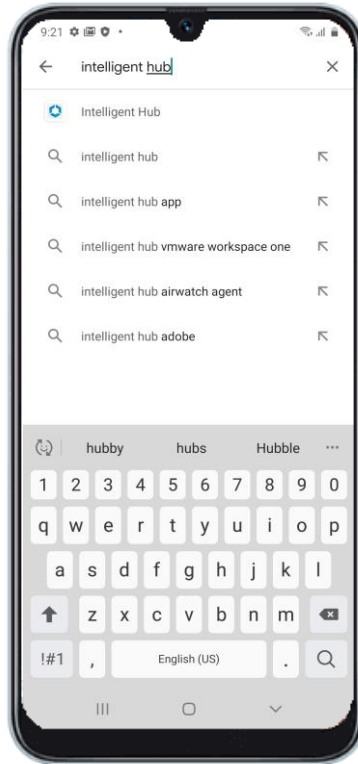 9:21
intelligent hub
Intelligent Hub
intelligent hub
intelligent hub app
intelligent hub vmware workspace one
intelligent hub airwatch agent
intelligent hub adobe
hubby hubs Hubble
1 2 3 4 5 6 7 8 9 0
q w e r t y u i o p
a s d f g h j k l
z x c v b n m
!#1 , English (US) .